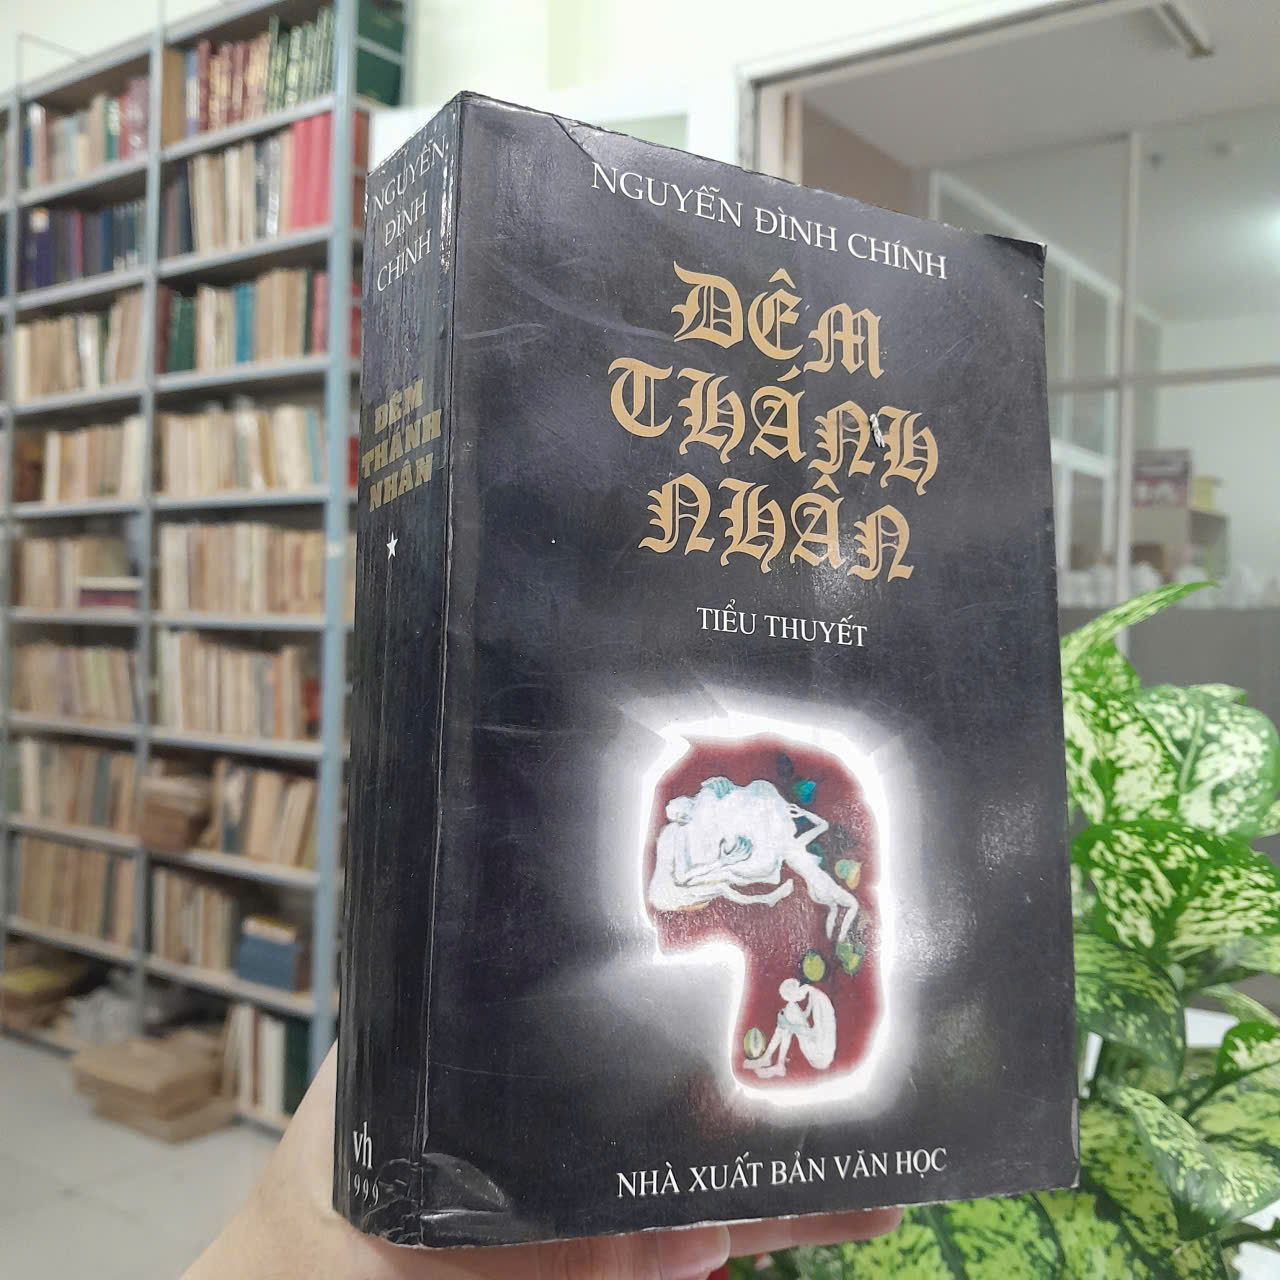 NGUYỄN
ĐÌNH
CHÍNH
ĐÊM
THÁNH
NHÂN
vh
1999
NGUYỄN ĐÌNH CHÍNH
ĐÊM
THÁNH
NHÂN
TIỂU THUYẾT
NHÀ XUẤT BẢN VĂN HỌC